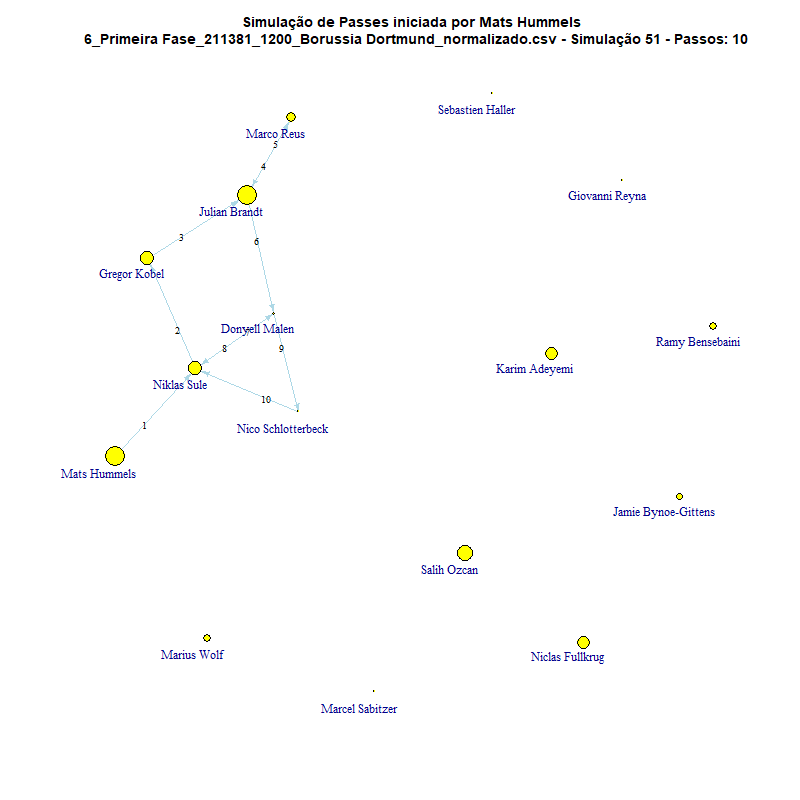 Simulação de Passes iniciada por Mats Hummels
6_Primeira Fase_211381_1200_Borussia Dortmund_normalizado.csv - Simulação 51 - Passos: 10
Sebastien Haller
Marco Reus
5
4
Giovanni Reyna
Julian Brandt
3
6
Gregor Kobel
Donyell Malen
2
Ramy Bensebaini
8
9
Karim Adeyemi
Niklas Sule
10
1
Nico Schlotterbeck
Mats Hummels
Jamie Bynoe-Gittens
Salih Ozcan
Marius Wolf
Niclas Fullkrug
Marcel Sabitzer